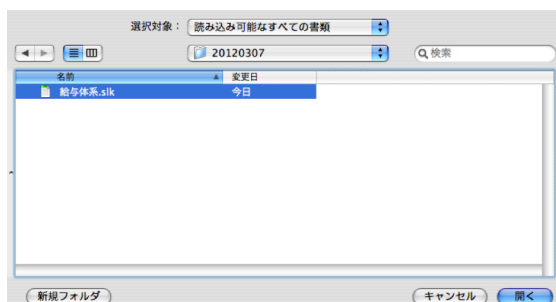 選択対象： 読み込み可能なすべての書類
20120307 検索
名前 変更日
給与体系.slk 今日
新規フォルダ キャンセル 開く